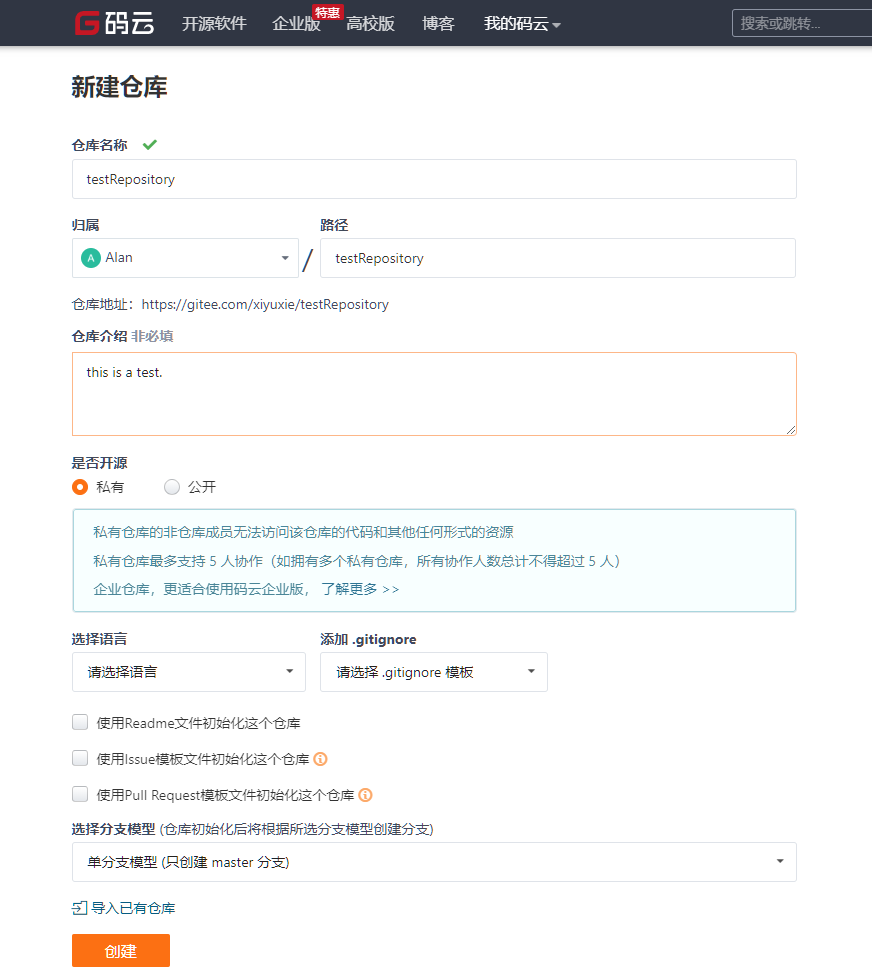 G码云 开源软件 企业版 特惠 高校版 博客 我的码云 搜索或跳转...
新建仓库
仓库名称
testRepository
归属 路径
A Alan / testRepository
仓库地址：https://gitee.com/xiyuxie/testRepository
仓库介绍 非必填
this is a test.
是否开源
私有 公开
私有仓库的非仓库成员无法访问该仓库的代码和其他任何形式的资源
私有仓库最多支持 5 人协作（如拥有多个私有仓库，所有协作人数总计不得超过 5 人）
企业仓库，更适合使用码云企业版， 了解更多 >>
选择语言 添加 .gitignore
请选择语言 请选择 .gitignore 模板
使用Readme文件初始化这个仓库
使用Issue模板文件初始化这个仓库
使用Pull Request模板文件初始化这个仓库
选择分支模型 (仓库初始化后将根据所选分支模型创建分支)
单分支模型 (只创建 master 分支)
导入已有仓库
创建